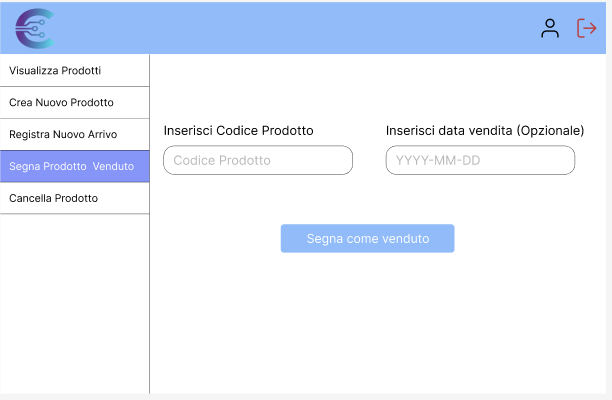 Visualizza Prodotti
Crea Nuovo Prodotto
Registra Nuovo Arrivo
Segna Prodotto  Venduto
Cancella Prodotto
Inserisci Codice Prodotto
Codice Prodotto
Inserisci data vendita (Opzionale)
YYYY-MM-DD
Segna come venduto